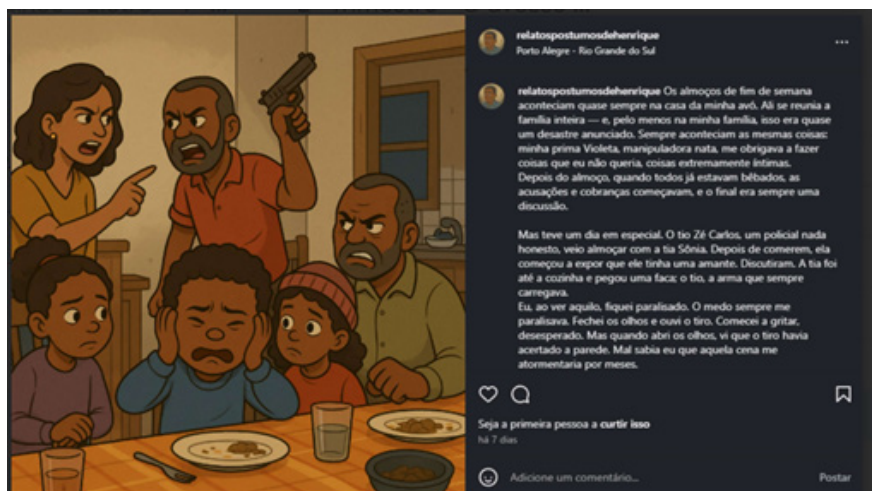 relatospostumosdehenrique
Porto Alegre - Rio Grande do Sul
relatospostumosdehenrique Os almoços de fim de semana
aconteciam quase sempre na casa da minha avó. Ali se reunia a
família inteira — e, pelo menos na minha família, isso era quase
um desastre anunciado. Sempre aconteciam as mesmas coisas:
minha prima Violeta, manipuladora nata, me obrigava a fazer
coisas que eu não queria, coisas extremamente íntimas.
Depois do almoço, quando todos já estavam bêbados, as
acusações e cobranças começavam, e o final era sempre uma
discussão.
Mas teve um dia em especial. O tio Zé Carlos, um policial nada
honesto, veio almoçar com a tia Sônia. Depois de comerem, ela
começou a expor que ele tinha uma amante. Discutiram. A tia foi
até a cozinha e pegou uma faca; o tio, a arma que sempre
carregava.
Eu, ao ver aquilo, fiquei paralisado. O medo sempre me
paralisava. Fechei os olhos e ouvi o tiro. Comecei a gritar,
desesperado. Mas quando abri os olhos, vi que o tiro havia
acertado a parede. Mal sabia eu que aquela cena me
atormentaria por meses.
Seja a primeira pessoa a curtir isso
há 7 dias
Adicione um comentário... Postar